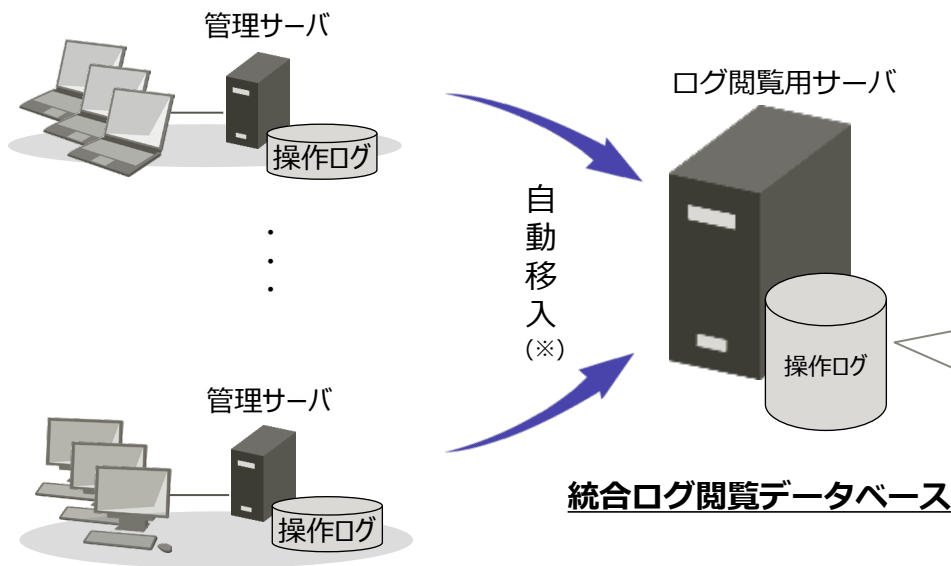 管理サーバ
操作ログ
・
・
・
管理サーバ
操作ログ
自動移入
(※)
ログ閲覧用サーバ
操作ログ
統合ログ閲覧データベース